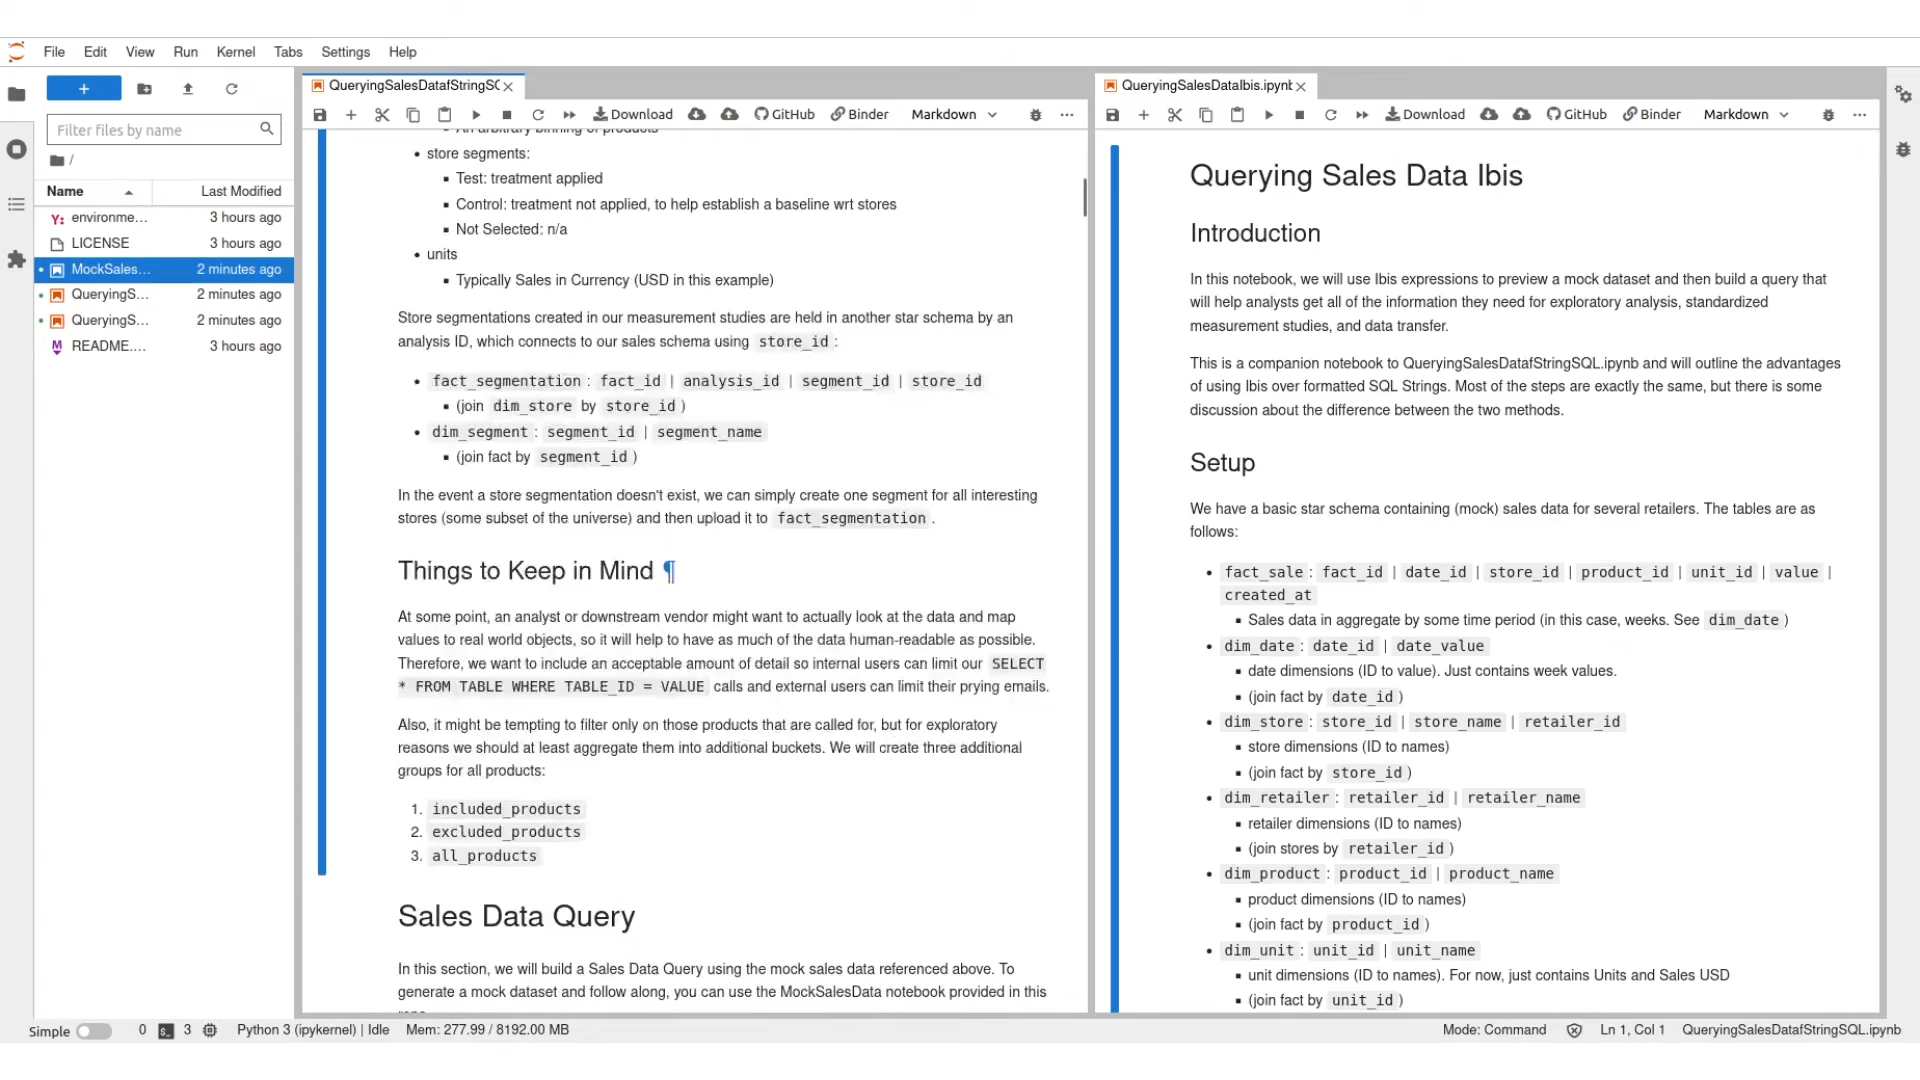 File Edit View Run Kernel Tabs Settings Help
+
Filter files by name
/
Name Last Modified
Y: environme... 3 hours ago
LICENSE 3 hours ago
MockSales... 2 minutes ago
QueryingS... 2 minutes ago
QueryingS... 2 minutes ago
README.... 3 hours ago
QueryingSalesDatafStringSQ
Download GitHub Binder Markdown
An arbitrary binning of products
• store segments:
▪ Test: treatment applied
▪ Control: treatment not applied, to help establish a baseline wrt stores
▪ Not Selected: n/a
• units
▪ Typically Sales in Currency (USD in this example)
Store segmentations created in our measurement studies are held in another star schema by an
analysis ID, which connects to our sales schema using store_id :
• fact_segmentation : fact_id | analysis_id | segment_id | store_id
▪ (join dim_store by store_id )
• dim_segment : segment_id | segment_name
▪ (join fact by segment_id )
In the event a store segmentation doesn't exist, we can simply create one segment for all interesting
stores (some subset of the universe) and then upload it to fact_segmentation .
Things to Keep in Mind ¶
At some point, an analyst or downstream vendor might want to actually look at the data and map
values to real world objects, so it will help to have as much of the data human-readable as possible.
Therefore, we want to include an acceptable amount of detail so internal users can limit our SELECT
* FROM TABLE WHERE TABLE_ID = VALUE calls and external users can limit their prying emails.
Also, it might be tempting to filter only on those products that are called for, but for exploratory
reasons we should at least aggregate them into additional buckets. We will create three additional
groups for all products:
1. included_products
2. excluded_products
3. all_products
Sales Data Query
In this section, we will build a Sales Data Query using the mock sales data referenced above. To
generate a mock dataset and follow along, you can use the MockSalesData notebook provided in this
QueryingSalesDataIbis.ipynb
Download GitHub Binder Markdown
Querying Sales Data Ibis
Introduction
In this notebook, we will use Ibis expressions to preview a mock dataset and then build a query that
will help analysts get all of the information they need for exploratory analysis, standardized
measurement studies, and data transfer.
This is a companion notebook to QueryingSalesDatafStringSQL.ipynb and will outline the advantages
of using Ibis over formatted SQL Strings. Most of the steps are exactly the same, but there is some
discussion about the difference between the two methods.
Setup
We have a basic star schema containing (mock) sales data for several retailers. The tables are as
follows:
• fact_sale : fact_id | date_id | store_id | product_id | unit_id | value |
created_at
▪ Sales data in aggregate by some time period (in this case, weeks. See dim_date )
• dim_date : date_id | date_value
▪ date dimensions (ID to value). Just contains week values.
▪ (join fact by date_id )
• dim_store : store_id | store_name | retailer_id
▪ store dimensions (ID to names)
▪ (join fact by store_id )
• dim_retailer : retailer_id | retailer_name
▪ retailer dimensions (ID to names)
▪ (join stores by retailer_id )
• dim_product : product_id | product_name
▪ product dimensions (ID to names)
▪ (join fact by product_id )
• dim_unit : unit_id | unit_name
▪ unit dimensions (ID to names). For now, just contains Units and Sales USD
▪ (join fact by unit_id )
Simple 0 3 Python 3 (ipykernel) | Idle Mem: 277.99 / 8192.00 MB Mode: Command Ln 1, Col 1 QueryingSalesDatafStringSQL.ipynb